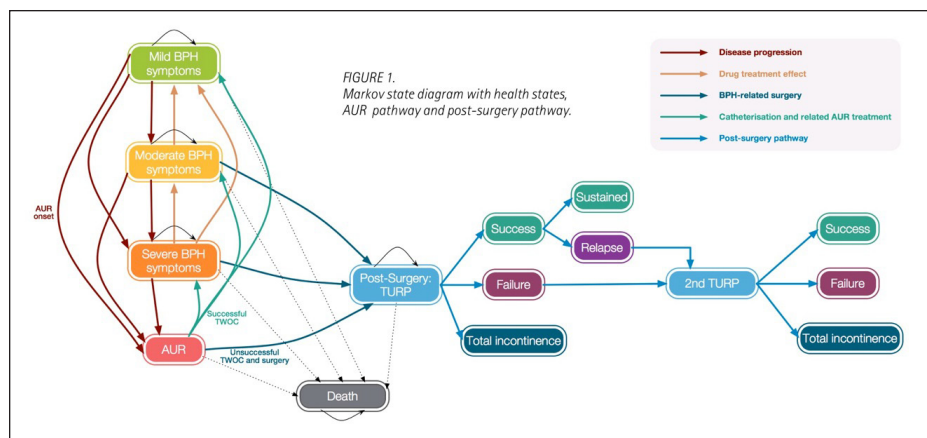 Mild BPH
symptoms
FIGURE 1.
Markov state diagram with health states,
AUR pathway and post-surgery pathway.
Disease progression
Drug treatment effect
BPH-related surgery
Catheterisation and related AUR treatment
Post-surgery pathway
Moderate BPH
symptoms
AUR
onset
Severe BPH
symptoms
Successful
TWOC
AUR
Unsuccessful
TWOC and surgery
Death
Post-Surgery:
TURP
Sustained
Success
Relapse
Failure
Total incontinence
2nd TURP
Success
Failure
Total incontinence